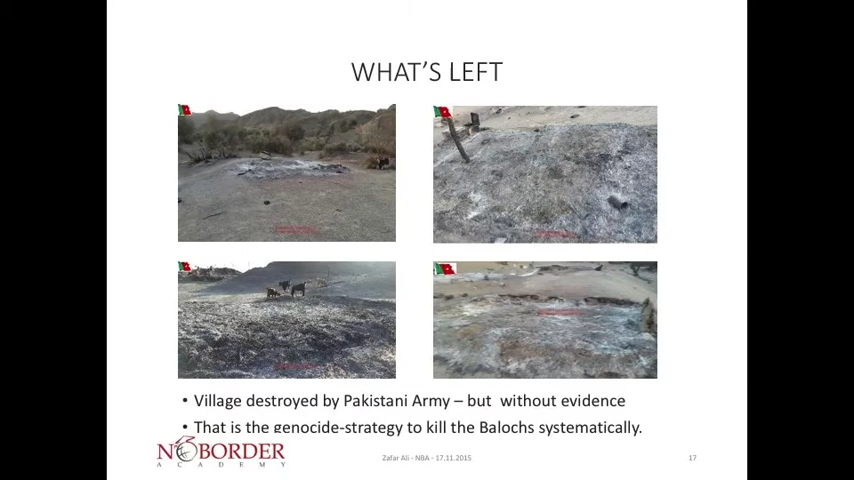 WHAT'S LEFT
• Village destroyed by Pakistani Army – but  without evidence
• That is the genocide-strategy to kill the Balochs systematically.
NOBORDER
ACADEMY
Zafar Ali - NBA - 17.11.2015
17